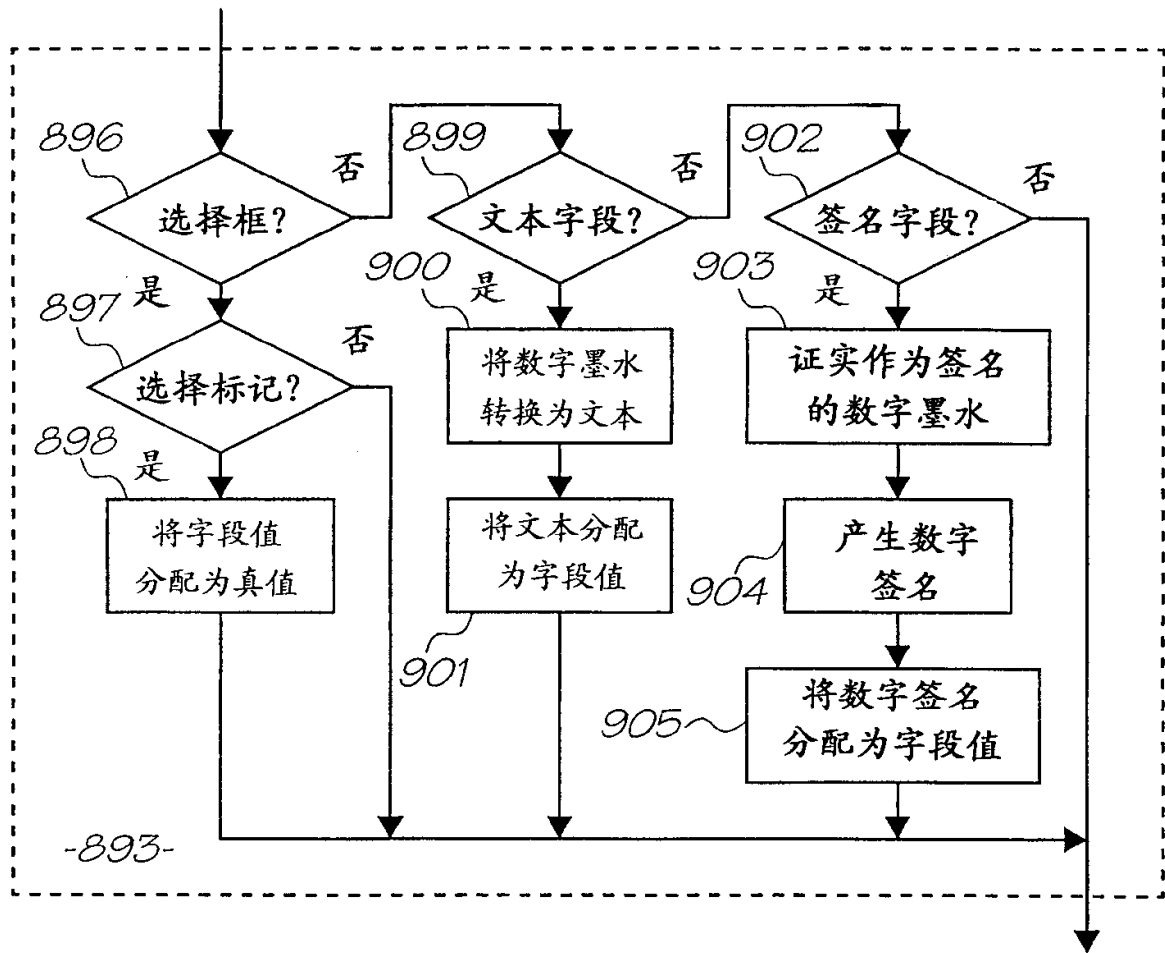 896
选择框?
否
是
897
选择标记?
否
898
是
将字段值
分配为真值
899
文本字段?
否
900
是
将数字墨水
转换为文本
将文本分配
为字段值
901
902
签名字段?
否
903
是
证实作为签名
的数字墨水
产生数字
签名
904
将数字签名
分配为字段值
905
-893-